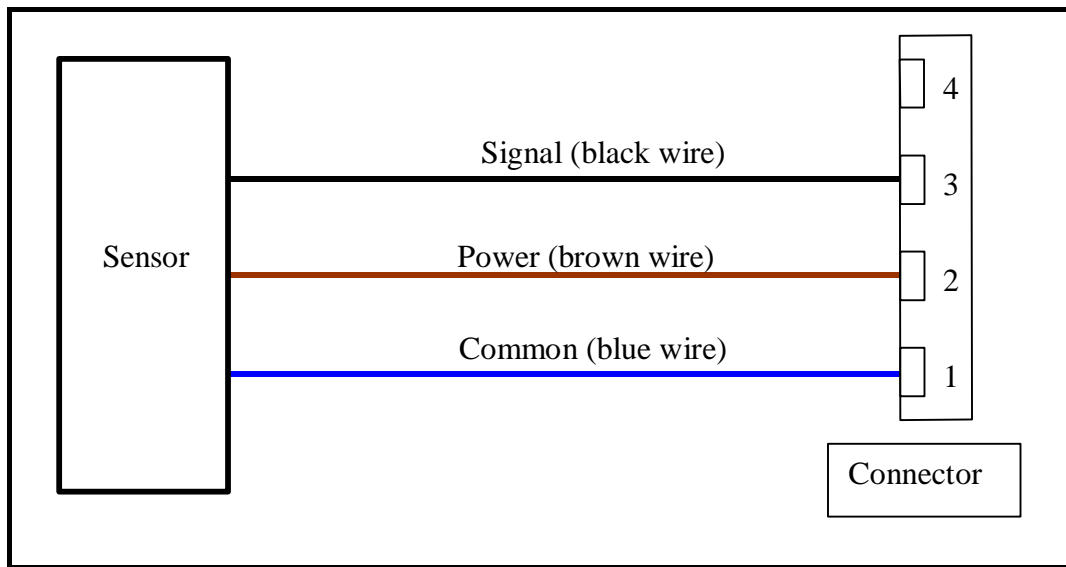 4
Signal (black wire)
3
Sensor
Power (brown wire)
2
Common (blue wire)
1
Connector